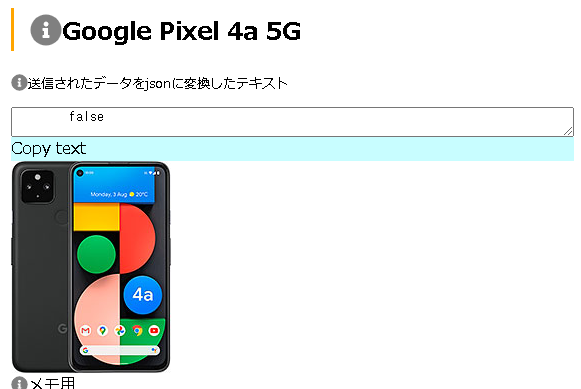 Google Pixel 4a 5G
送信されたデータをjsonに変換したテキスト
false
Copy text
Monday, 3 Aug 20°C
4a
G
メモ用